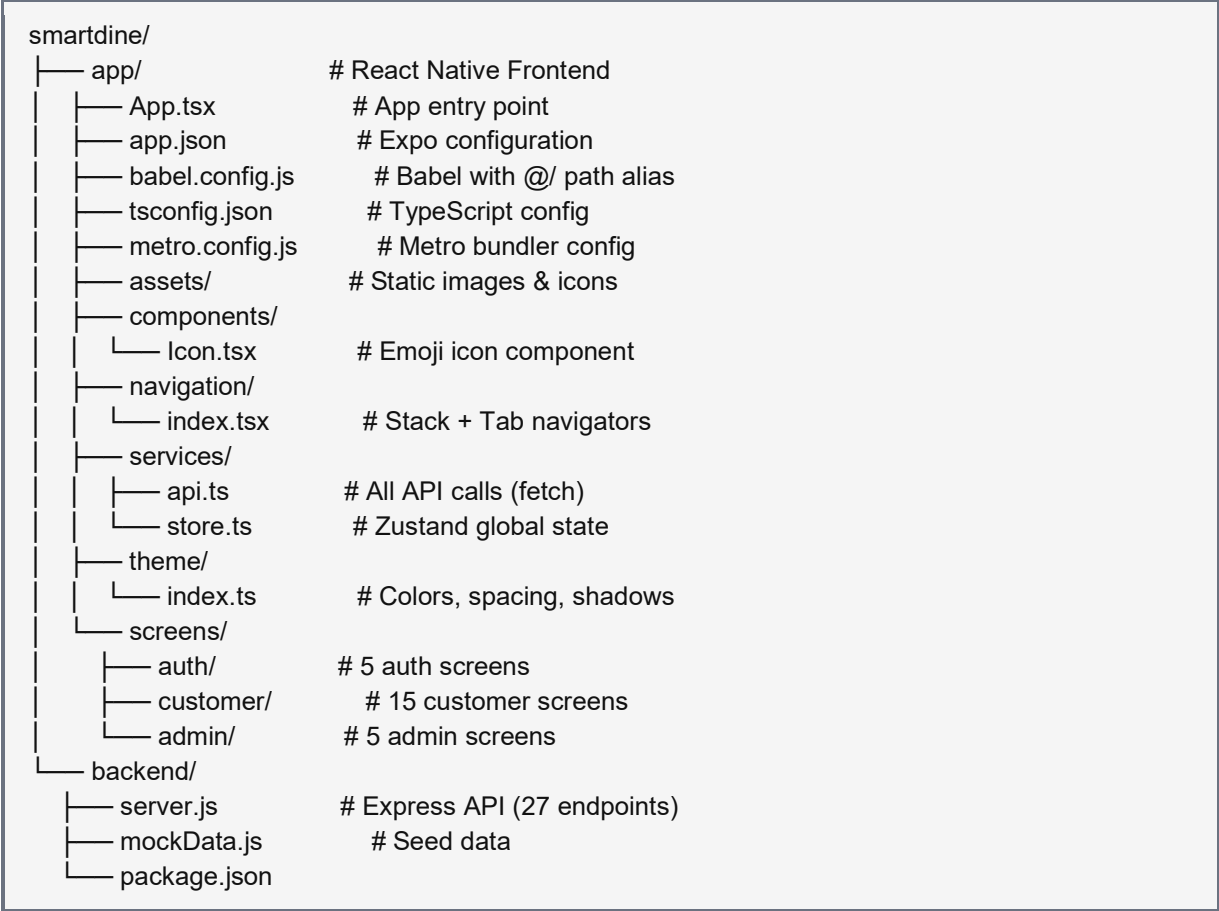 smartdine/
├── app/ # React Native Frontend
│ ├── App.tsx # App entry point
│ ├── app.json # Expo configuration
│ ├── babel.config.js # Babel with @/ path alias
│ ├── tsconfig.json # TypeScript config
│ ├── metro.config.js # Metro bundler config
│ ├── assets/ # Static images & icons
│ ├── components/
│ │ └── Icon.tsx # Emoji icon component
│ ├── navigation/
│ │ └── index.tsx # Stack + Tab navigators
│ ├── services/
│ │ ├── api.ts # All API calls (fetch)
│ │ └── store.ts # Zustand global state
│ ├── theme/
│ │ └── index.ts # Colors, spacing, shadows
│ └── screens/
│ ├── auth/ # 5 auth screens
│ ├── customer/ # 15 customer screens
│ └── admin/ # 5 admin screens
└── backend/
├── server.js # Express API (27 endpoints)
├── mockData.js # Seed data
└── package.json